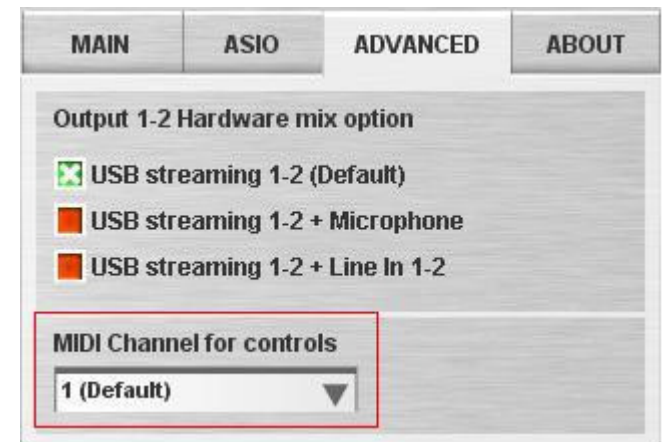 MAIN ASIO ADVANCED ABOUT
Output 1-2 Hardware mix option
USB streaming 1-2 (Default)
USB streaming 1-2 + Microphone
USB streaming 1-2 + Line In 1-2
MIDI Channel for controls
1 (Default)